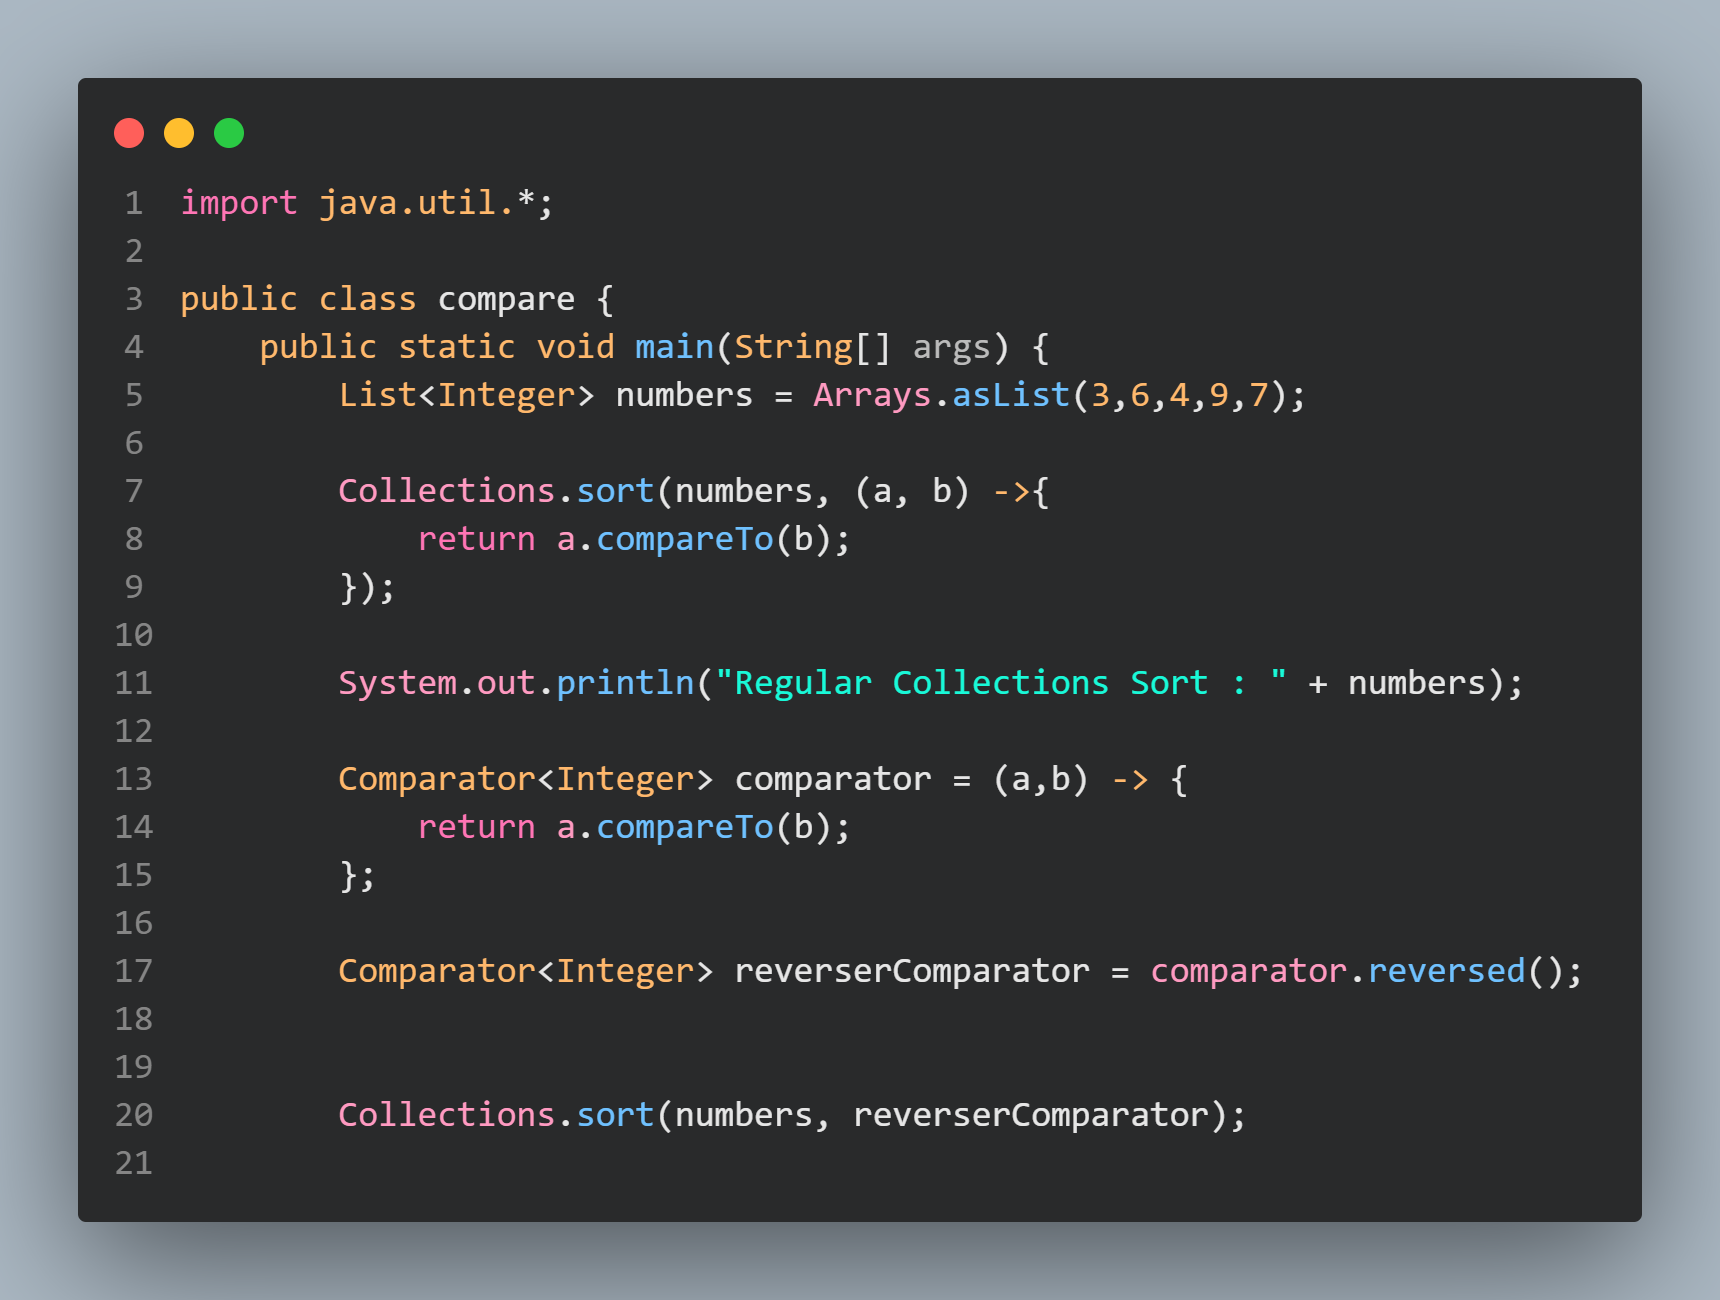 1 import java.util.*;
2
3 public class compare {
4     public static void main(String[] args) {
5         List<Integer> numbers = Arrays.asList(3,6,4,9,7);
6
7         Collections.sort(numbers, (a, b) ->{
8             return a.compareTo(b);
9         });
10
11         System.out.println("Regular Collections Sort : " + numbers);
12
13         Comparator<Integer> comparator = (a,b) -> {
14             return a.compareTo(b);
15         };
16
17         Comparator<Integer> reverserComparator = comparator.reversed();
18
19
20         Collections.sort(numbers, reverserComparator);
21